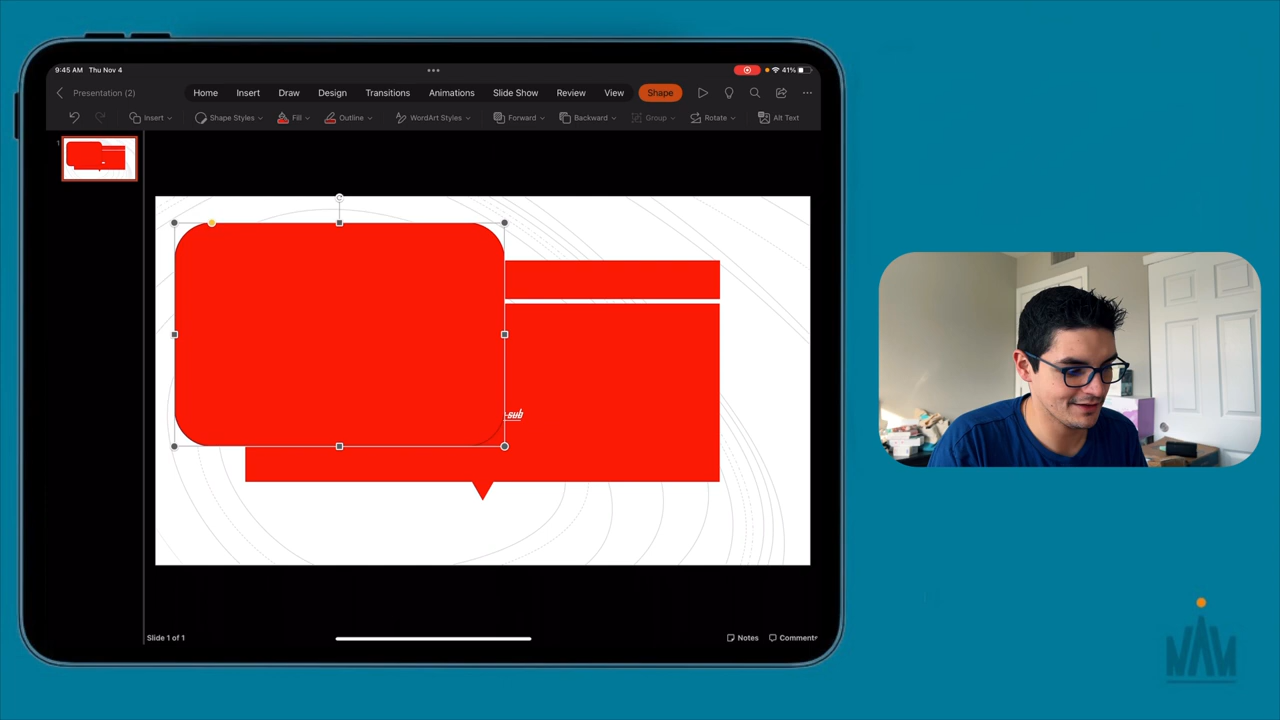 9:45 AM Thu Nov 4
41%
Presentation (2)
Home Insert Draw Design Transitions Animations Slide Show Review View Shape
Insert Shape Styles Fill Outline WordArt Styles Forward Backward Group Rotate Alt Text
1
-sub
Slide 1 of 1
Notes Comments